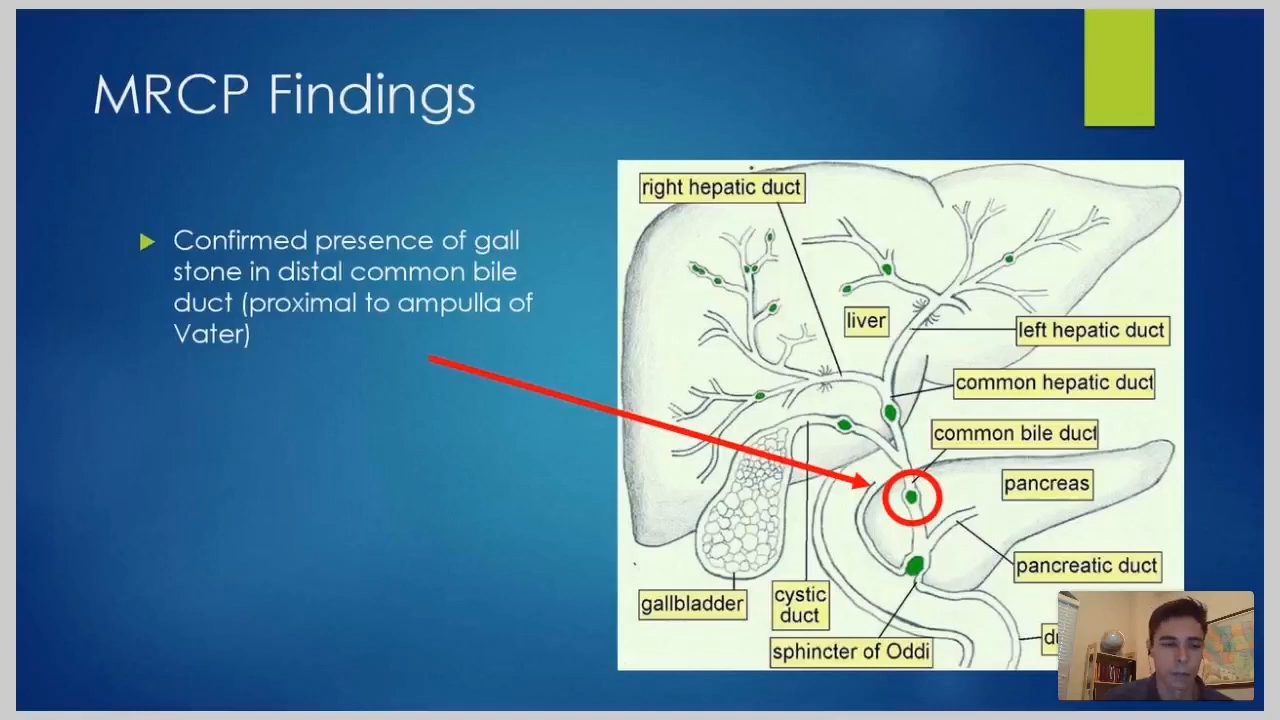 MRCP Findings
Confirmed presence of gall
stone in distal common bile
duct (proximal to ampulla of
Vater)
right hepatic duct
liver
left hepatic duct
common hepatic duct
common bile duct
pancreas
pancreatic duct
gallbladder
cystic
duct
sphincter of Oddi